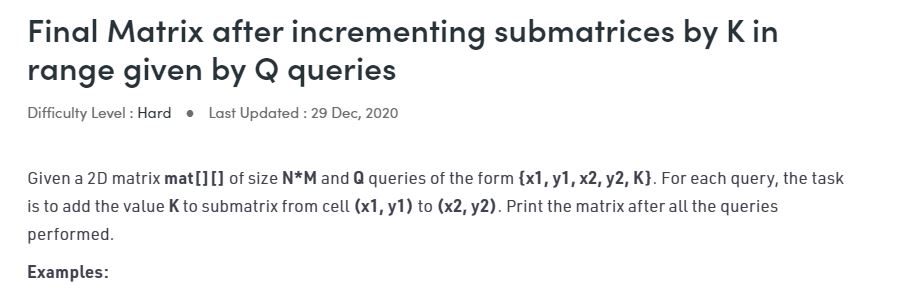 Final Matrix after incrementing submatrices by K in
range given by Q queries
Difficulty Level : Hard ● Last Updated : 29 Dec, 2020
Given a 2D matrix mat[][] of size N*M and Q queries of the form {x1, y1, x2, y2, K}. For each query, the task
is to add the value K to submatrix from cell (x1, y1) to (x2, y2). Print the matrix after all the queries
performed.
Examples: